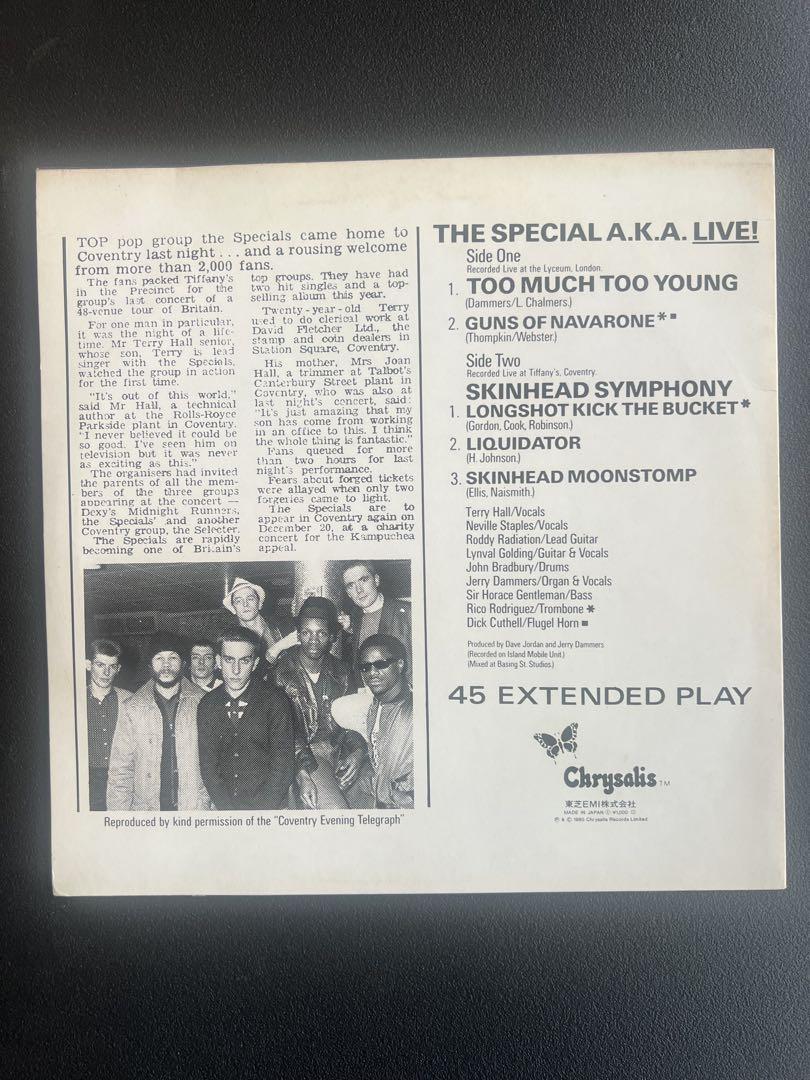 TOP pop group the Specials came home to
Coventry last night . . . and a rousing welcome
from more than 2,000 fans.
The fans packed Tiffany's
in the Precinct for the
group's last concert of a
48-venue tour of Britain.
For one man in particular,
it was the night of a life-
time. Mr Terry Hall senior,
whose son, Terry is lead
singer with the Specials,
watched the group in action
for the first time.
"It's out of this world,"
said Mr Hall, a technical
author at the Rolls-Royce
Parkside plant in Coventry.
"I never believed it could be
so good. I've seen him on
television but it was never
as exciting as this."
The organisers had invited
the parents of all the mem-
bers of the three groups
appearing at the concert —
Dexy's Midnight Runners,
the Specials' and another
Coventry group, the Selecter.
The Specials are rapidly
becoming one of Britain's
top groups. They have had
two hit singles and a top-
selling album this year.
Twenty-year-old Terry
used to do clerical work at
David Fletcher Ltd., the
stamp and coin dealers in
Station Square, Coventry.
His mother, Mrs Joan
Hall, a trimmer at Talbot's
Canterbury Street plant in
Coventry, who was also at
last night's concert, said:
"It's just amazing that my
son has come from working
in an office to this. I think
the whole thing is fantastic."
Fans queued for more
than two hours for last
night's performance.
Fears about forged tickets
were allayed when only two
forgeries came to light.
The Specials are to
appear in Coventry again on
December 20, at a charity
concert for the Kampuchea
appeal.
Reproduced by kind permission of the "Coventry Evening Telegraph"
THE SPECIAL A.K.A. LIVE!
Side One
Recorded Live at the Lyceum, London.
1. TOO MUCH TOO YOUNG
(Dammers/L. Chalmers.)
2. GUNS OF NAVARONE*■
(Thompkin/Webster.)
Side Two
Recorded Live at Tiffany's, Coventry.
SKINHEAD SYMPHONY
1. LONGSHOT KICK THE BUCKET*
(Gordon, Cook, Robinson.)
2. LIQUIDATOR
(H. Johnson.)
3. SKINHEAD MOONSTOMP
(Ellis, Naismith.)
Terry Hall/Vocals
Neville Staples/Vocals
Roddy Radiation/Lead Guitar
Lynval Golding/Guitar & Vocals
John Bradbury/Drums
Jerry Dammers/Organ & Vocals
Sir Horace Gentleman/Bass
Rico Rodriguez/Trombone *
Dick Cuthell/Flugel Horn ■
Produced by Dave Jordan and Jerry Dammers
(Recorded on Island Mobile Unit.)
(Mixed at Basing St. Studios.)
45 EXTENDED PLAY
Chrysalis TM
東芝EMI株式会社
MADE IN JAPAN Ⓣ ¥1,000
Ⓟ & © 1980 Chrysalis Records Limited